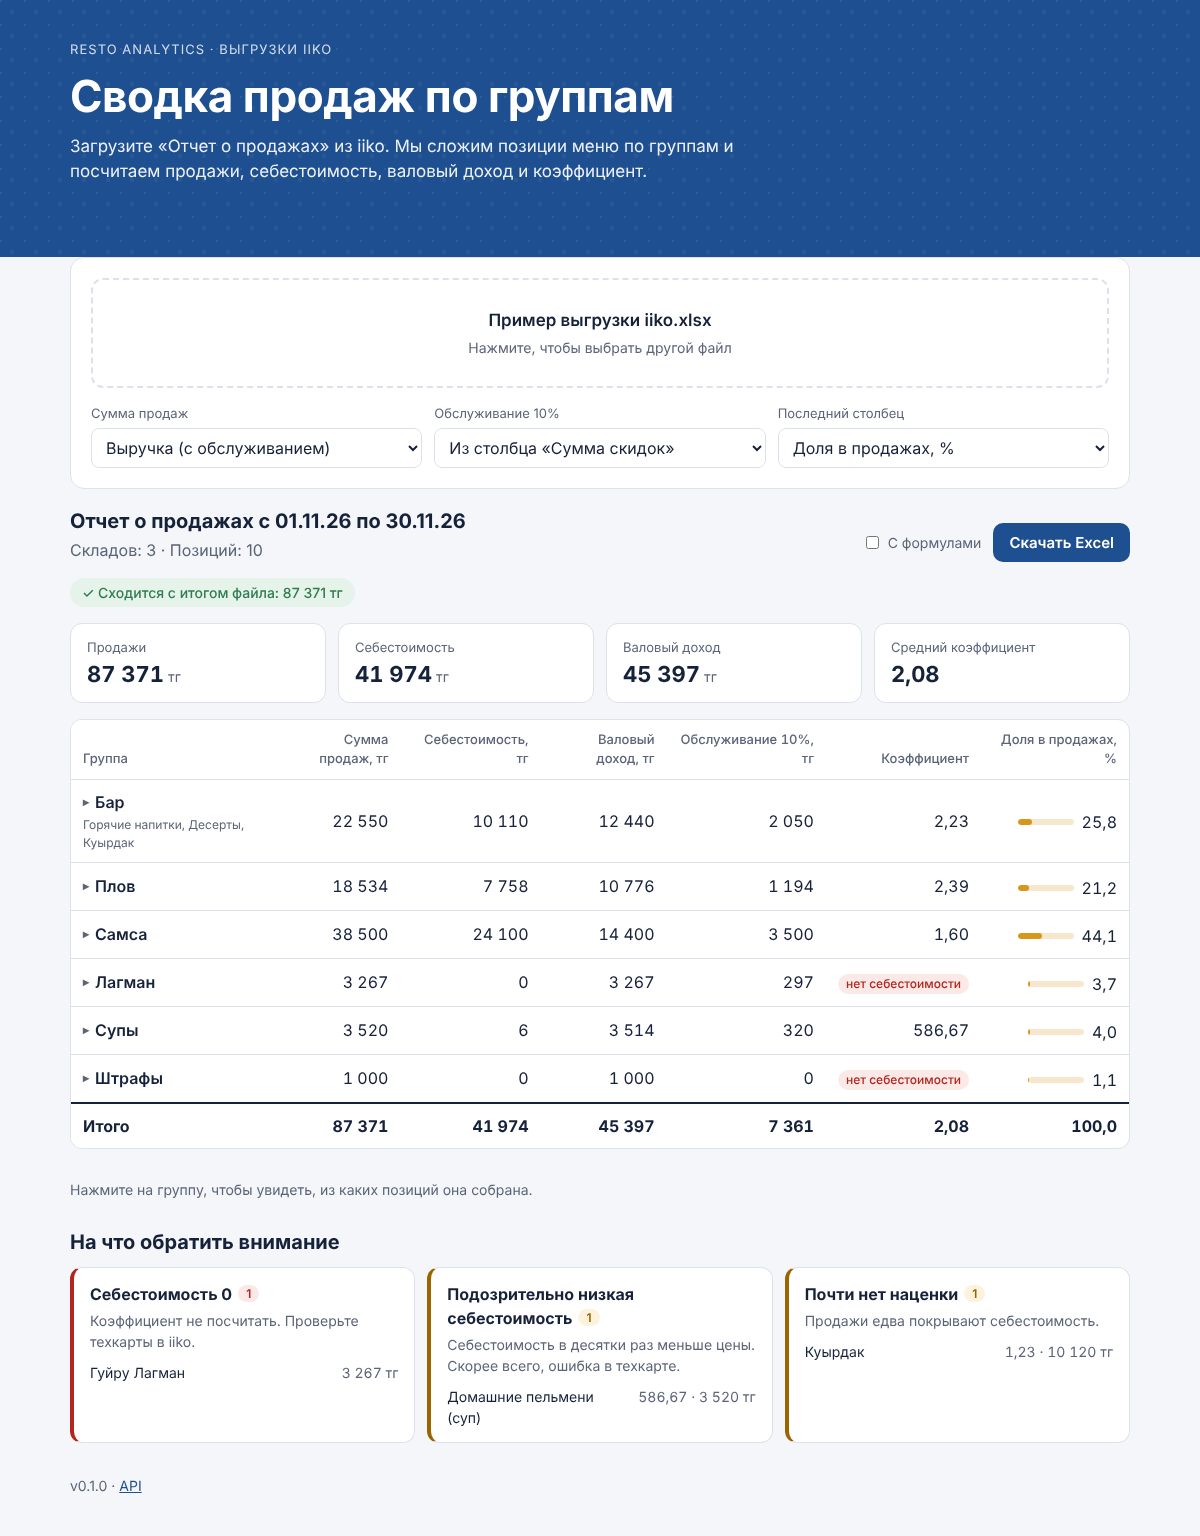 RESTO ANALYTICS · ВЫГРУЗКИ IIKO
Сводка продаж по группам
Загрузите «Отчет о продажах» из iiko. Мы сложим позиции меню по группам и
посчитаем продажи, себестоимость, валовый доход и коэффициент.
Пример выгрузки iiko.xlsx
Нажмите, чтобы выбрать другой файл
Сумма продаж Обслуживание 10% Последний столбец
Выручка (с обслуживанием) Из столбца «Сумма скидок» Доля в продажах, %
Отчет о продажах с 01.11.26 по 30.11.26
Складов: 3 · Позиций: 10
С формулами Скачать Excel
✓ Сходится с итогом файла: 87 371 тг
Продажи Себестоимость Валовый доход Средний коэффициент
87 371 тг 41 974 тг 45 397 тг 2,08
Группа Сумма продаж, тг Себестоимость, тг Валовый доход, тг Обслуживание 10%, тг Коэффициент Доля в продажах, %
▸ Бар 22 550 10 110 12 440 2 050 2,23 25,8
Горячие напитки, Десерты,
Куырдак
▸ Плов 18 534 7 758 10 776 1 194 2,39 21,2
▸ Самса 38 500 24 100 14 400 3 500 1,60 44,1
▸ Лагман 3 267 0 3 267 297 нет себестоимости 3,7
▸ Супы 3 520 6 3 514 320 586,67 4,0
▸ Штрафы 1 000 0 1 000 0 нет себестоимости 1,1
Итого 87 371 41 974 45 397 7 361 2,08 100,0
Нажмите на группу, чтобы увидеть, из каких позиций она собрана.
На что обратить внимание
Себестоимость 0 1
Коэффициент не посчитать. Проверьте
техкарты в iiko.
Гуйру Лагман 3 267 тг
Подозрительно низкая
себестоимость 1
Себестоимость в десятки раз меньше цены.
Скорее всего, ошибка в техкарте.
Домашние пельмени 586,67 · 3 520 тг
(суп)
Почти нет наценки 1
Продажи едва покрывают себестоимость.
Куырдак 1,23 · 10 120 тг
v0.1.0 · API